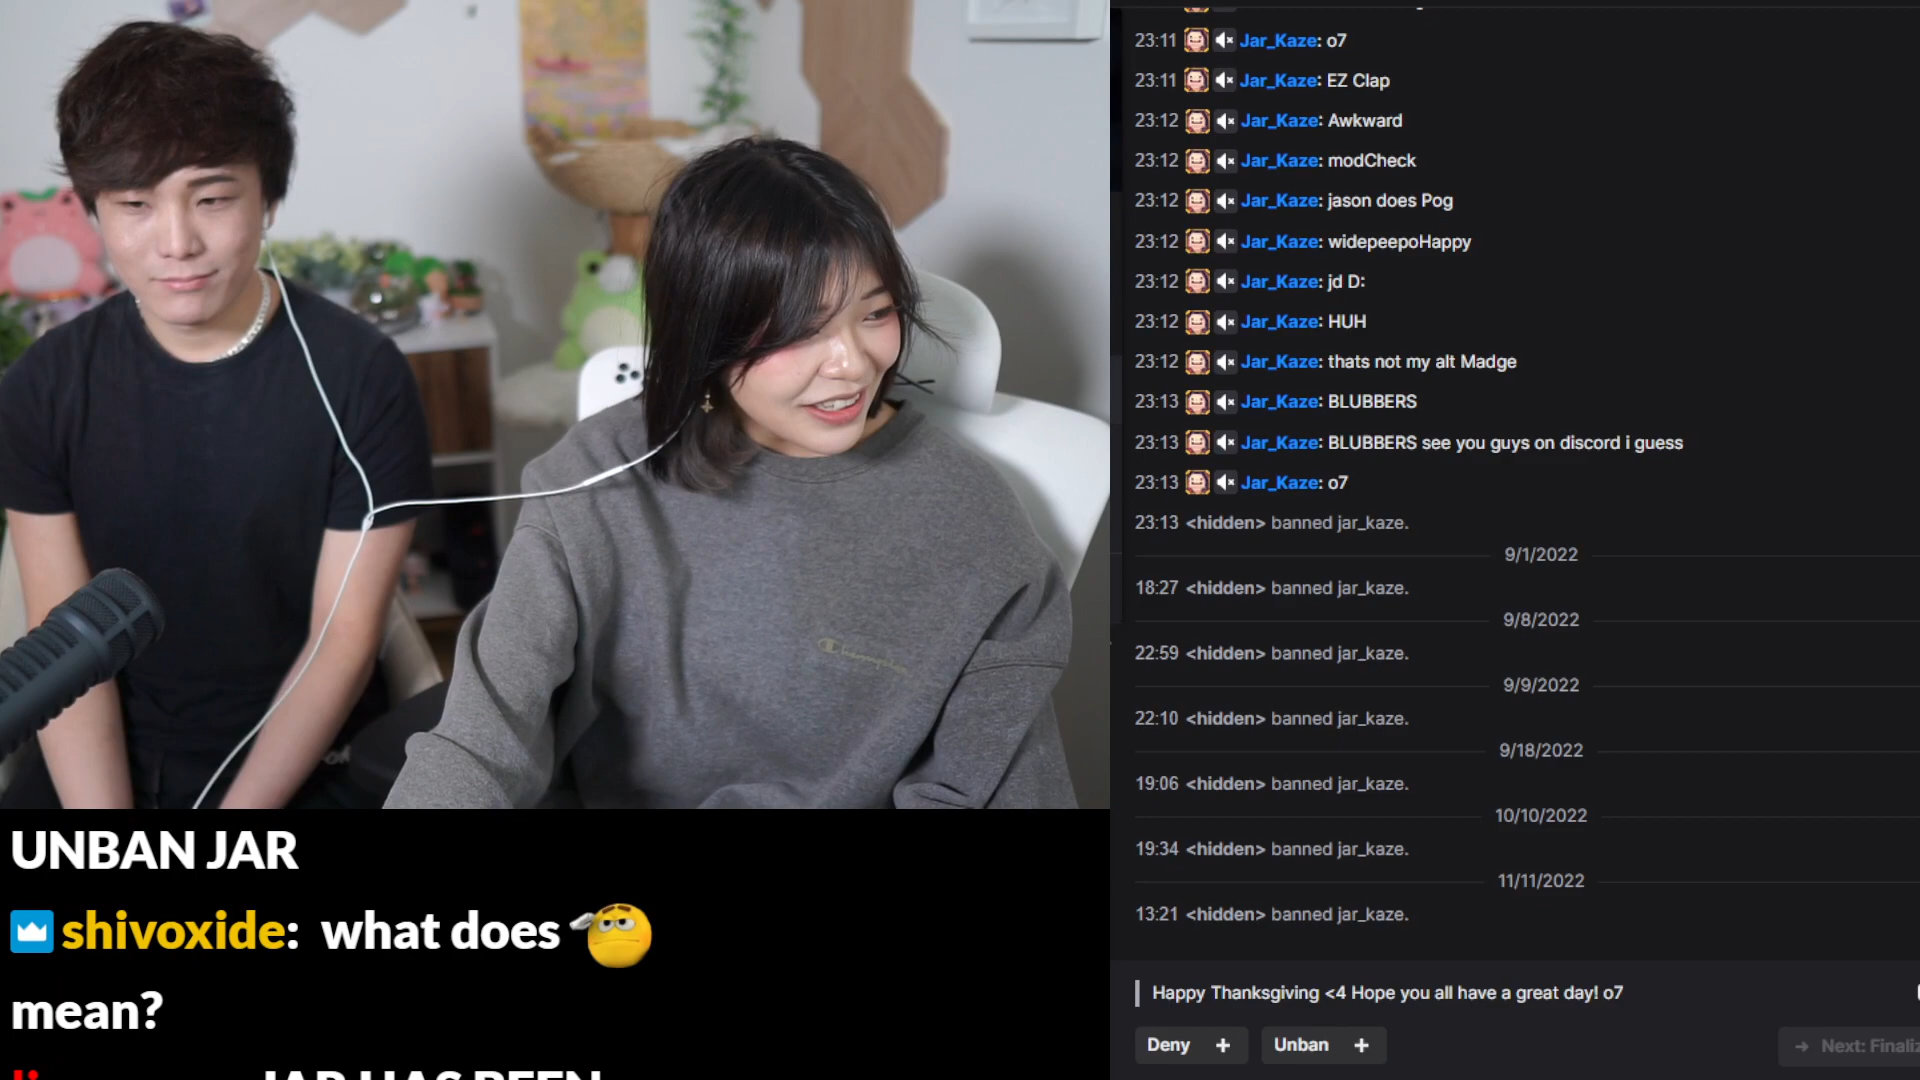 23:11 Jar_Kaze: o7
23:11 Jar_Kaze: EZ Clap
23:12 Jar_Kaze: Awkward
23:12 Jar_Kaze: modCheck
23:12 Jar_Kaze: jason does Pog
23:12 Jar_Kaze: widepeepoHappy
23:12 Jar_Kaze: jd D:
23:12 Jar_Kaze: HUH
23:12 Jar_Kaze: thats not my alt Madge
23:13 Jar_Kaze: BLUBBERS
23:13 Jar_Kaze: BLUBBERS see you guys on discord i guess
23:13 Jar_Kaze: o7
23:13 <hidden> banned jar_kaze.
9/1/2022
18:27 <hidden> banned jar_kaze.
9/8/2022
22:59 <hidden> banned jar_kaze.
9/9/2022
22:10 <hidden> banned jar_kaze.
9/18/2022
19:06 <hidden> banned jar_kaze.
10/10/2022
19:34 <hidden> banned jar_kaze.
11/11/2022
13:21 <hidden> banned jar_kaze.
Happy Thanksgiving <4 Hope you all have a great day! o7
Deny +
Unban +
→ Next: Finaliz
Champion
UNBAN JAR
shivoxide: what does
mean?
JAR HAS BEEN